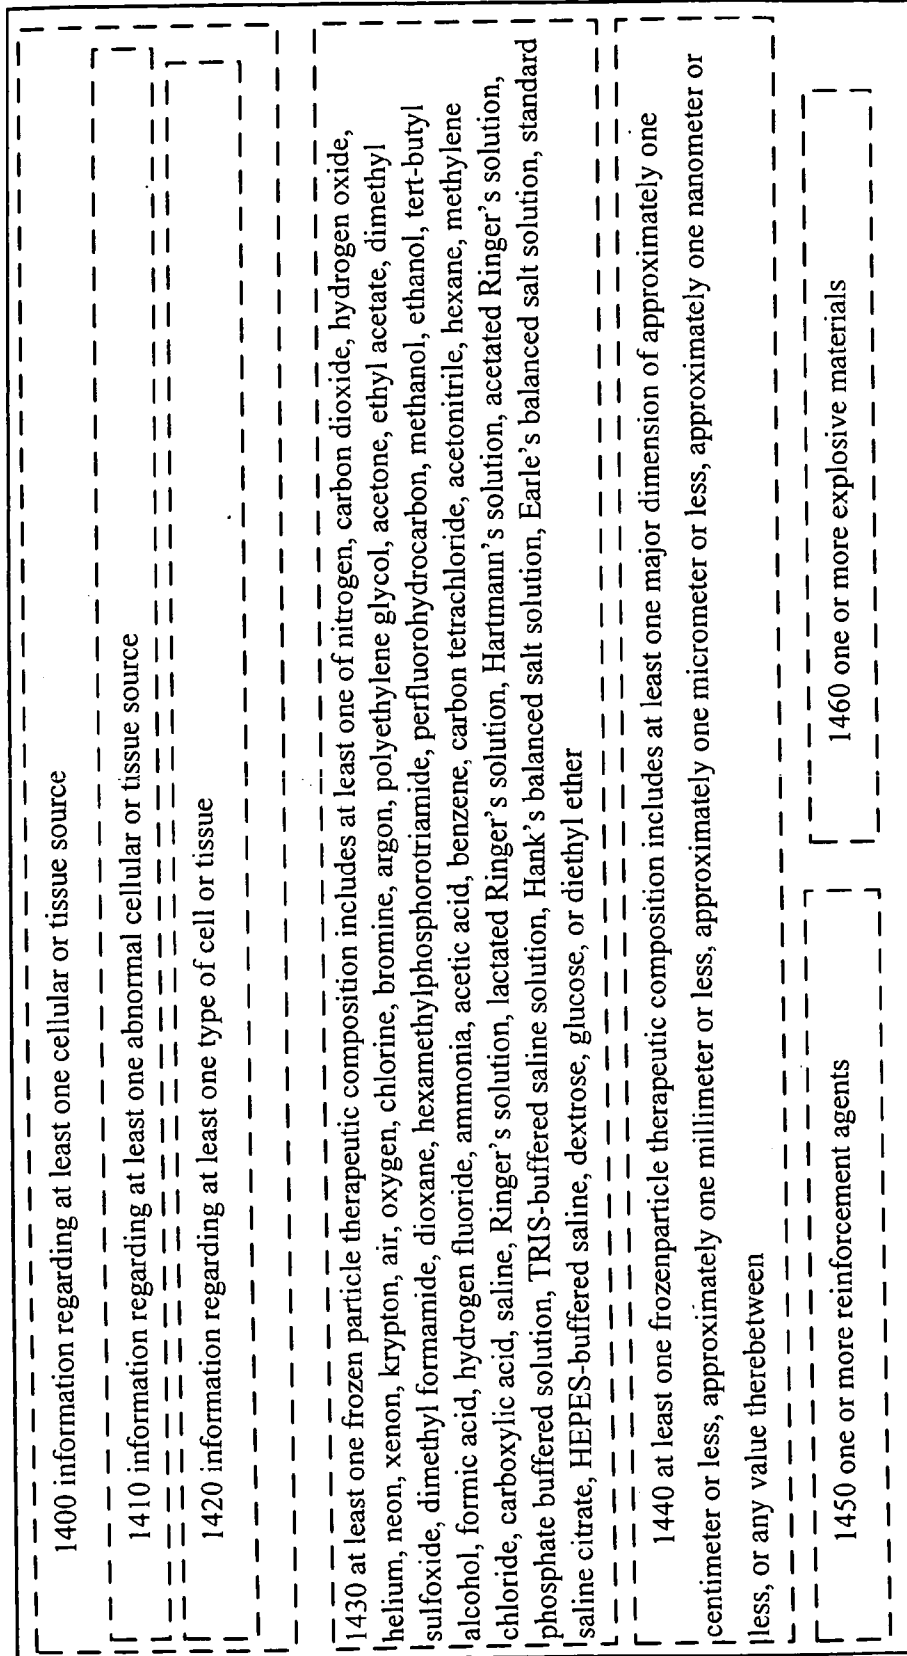 1400 information regarding at least one cellular or tissue source
1410 information regarding at least one abnormal cellular or tissue source
1420 information regarding at least one type of cell or tissue
1430 at least one frozen particle therapeutic composition includes at least one of nitrogen, carbon dioxide, hydrogen oxide,
helium, neon, xenon, krypton, air, oxygen, chlorine, bromine, argon, polyethylene glycol, acetone, ethyl acetate, dimethyl
sulfoxide, dimethyl formamide, dioxane, hexamethylphosphorotriamide, perfluorohydrocarbon, methanol, ethanol, tert-butyl
alcohol, formic acid, hydrogen fluoride, ammonia, acetic acid, benzene, carbon tetrachloride, acetonitrile, hexane, methylene
chloride, carboxylic acid, saline, Ringer's solution, lactated Ringer's solution, Hartmann's solution, acetated Ringer's solution,
phosphate buffered solution, TRIS-buffered saline solution, Hank's balanced salt solution, Earle's balanced salt solution, standard
saline citrate, HEPES-buffered saline, dextrose, glucose, or diethyl ether
1440 at least one frozenparticle therapeutic composition includes at least one major dimension of approximately one
centimeter or less, approximately one millimeter or less, approximately one micrometer or less, approximately one nanometer or
less, or any value therebetween
1450 one or more reinforcement agents
1460 one or more explosive materials